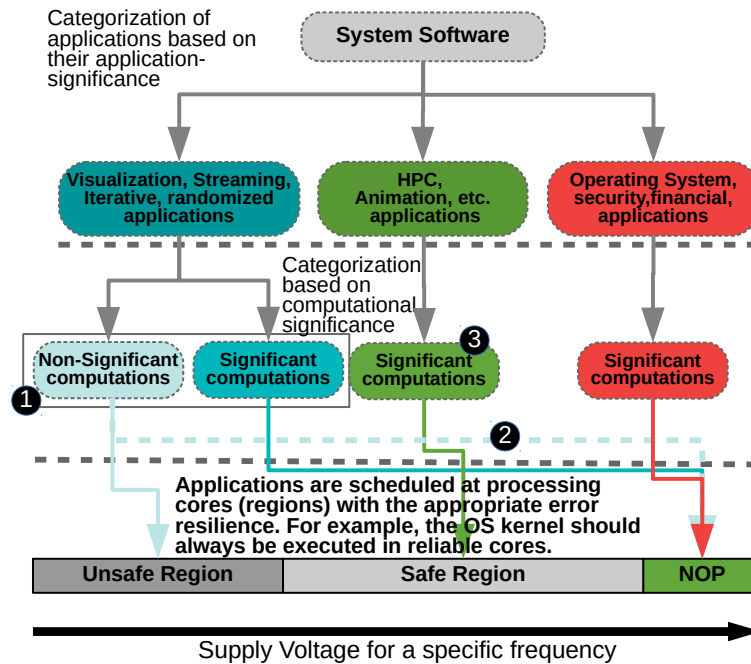 Categorization of
applications based on
their application-
significance
System Software
Visualization, Streaming,
Iterative, randomized
applications
HPC,
Animation, etc.
applications
Operating System,
security,financial,
applications
Categorization
based on
computational
significance
Non-Significant
computations
Significant
computations
Significant
computations
Significant
computations
1
3
2
Applications are scheduled at processing
cores (regions) with the appropriate error
resilience. For example, the OS kernel should
always be executed in reliable cores.
Unsafe Region
Safe Region
NOP
Supply Voltage for a specific frequency